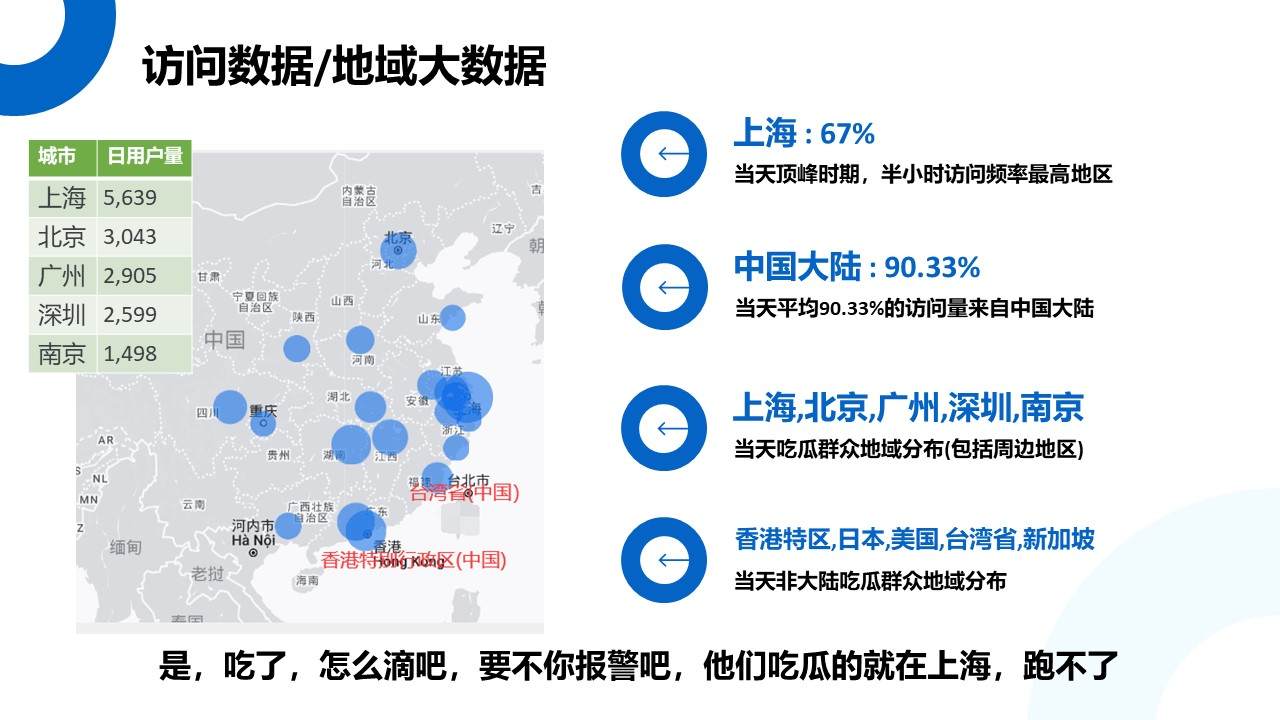 访问数据/地域大数据
城市 日用户量
上海 5,639
北京 3,043
广州 2,905
深圳 2,599
南京 1,498
内蒙古
自治区
吉
辽宁
朝
北京
河北
甘肃
宁夏回族
自治区
山西
陕西
山东
中国
河南
江苏
湖北
安徽
上海
四川
重庆
浙江
AR
贵州
湖南
江西
S
NL
福建
台北市
台湾省(中国)
MN
云南
广西壮族
自治区
广东
Z
河内市
Hà Nội
缅甸
香港
Hong Kong
香港特别行政区(中国)
老挝
海南
泰国
上海 : 67%
当天顶峰时期，半小时访问频率最高地区
中国大陆 : 90.33%
当天平均90.33%的访问量来自中国大陆
上海,北京,广州,深圳,南京
当天吃瓜群众地域分布(包括周边地区)
香港特区,日本,美国,台湾省,新加坡
当天非大陆吃瓜群众地域分布
是，吃了，怎么滴吧，要不你报警吧，他们吃瓜的就在上海，跑不了